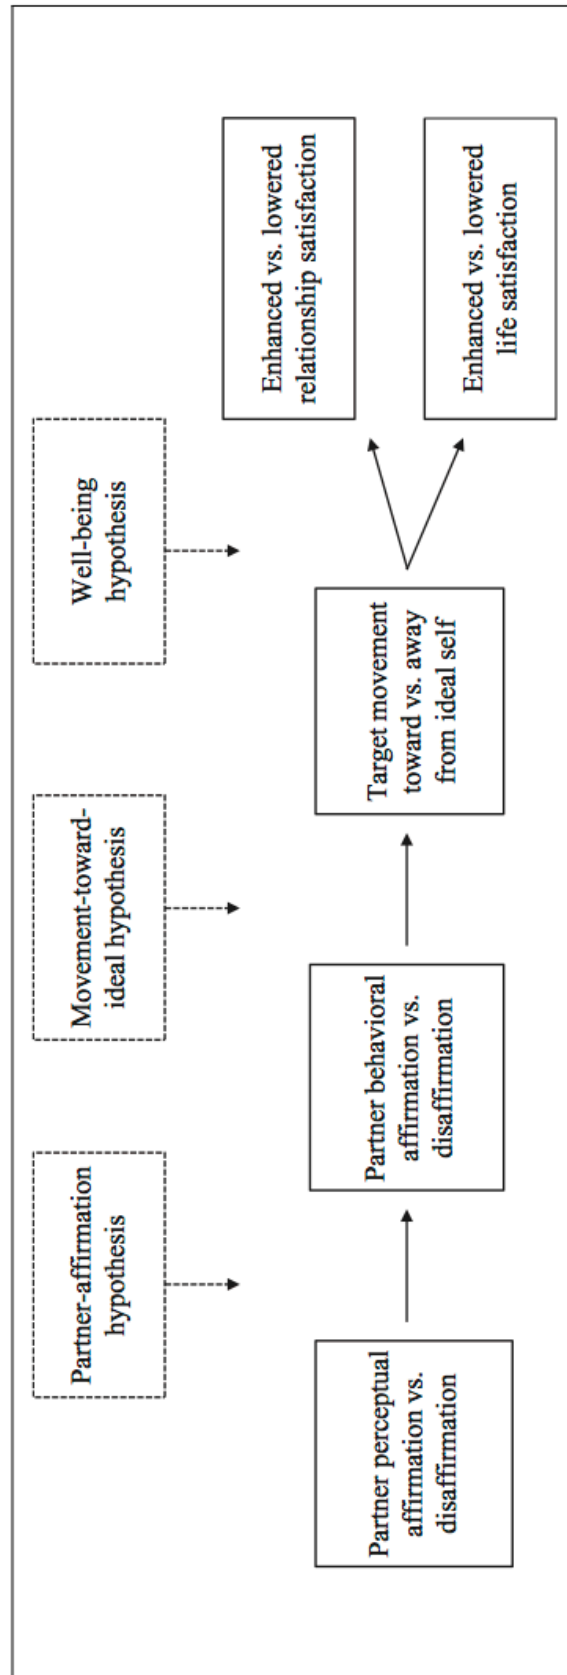 Partner-affirmation
hypothesis
Movement-toward-
ideal hypothesis
Well-being
hypothesis
Partner perceptual
affirmation vs.
disaffirmation
Partner behavioral
affirmation vs.
disaffirmation
Target movement
toward vs. away
from ideal self
Enhanced vs. lowered
relationship satisfaction
Enhanced vs. lowered
life satisfaction